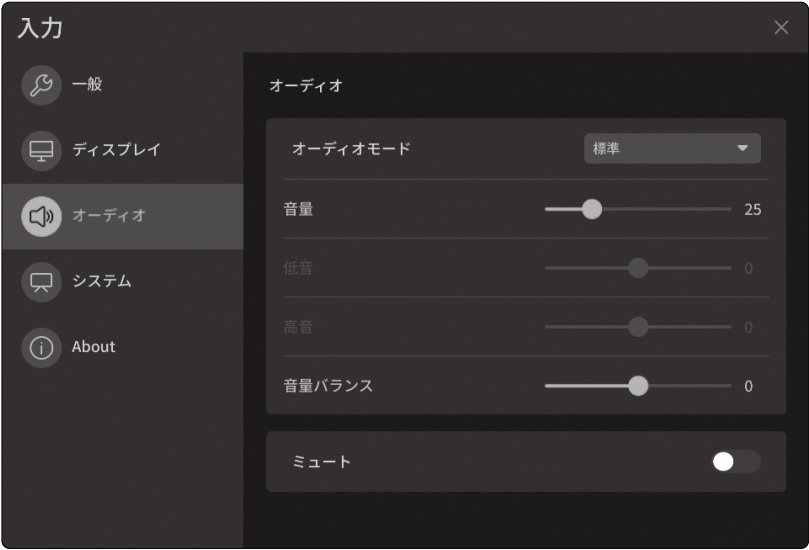 入力
一般
ディスプレイ
オーディオ
システム
About
オーディオ
オーディオモード 標準
音量 25
低音 0
高音 0
音量バランス 0
ミュート